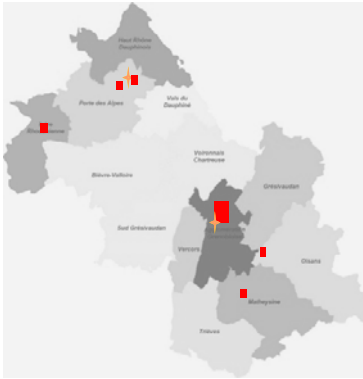 Haut Rhône
Dauphinois
Porte des Alpes
Vals du
Dauphiné
Bièvre-Valloire
Voironnais
Chartreuse
Grésivaudan
Sud Grésivaudan
Vercors
Oisans
Matheysine
Trièves